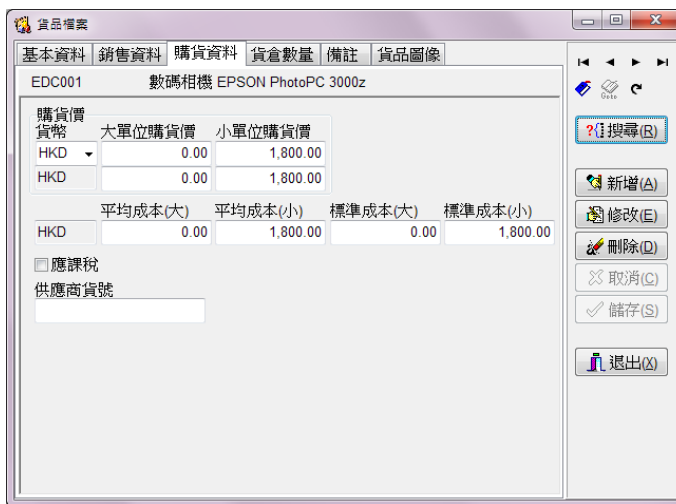 貨品檔案
基本資料 銷售資料 購貨資料 貨倉數量 備註 貨品圖像
EDC001 數碼相機 EPSON PhotoPC 3000z
購貨價
貨幣 大單位購貨價 小單位購貨價
HKD 0.00 1,800.00
HKD 0.00 1,800.00
平均成本(大) 平均成本(小) 標準成本(大) 標準成本(小)
HKD 0.00 1,800.00 0.00 1,800.00
應課稅
供應商貨號
Goto
搜尋(R)
新增(A)
修改(E)
刪除(D)
取消(C)
儲存(S)
退出(X)